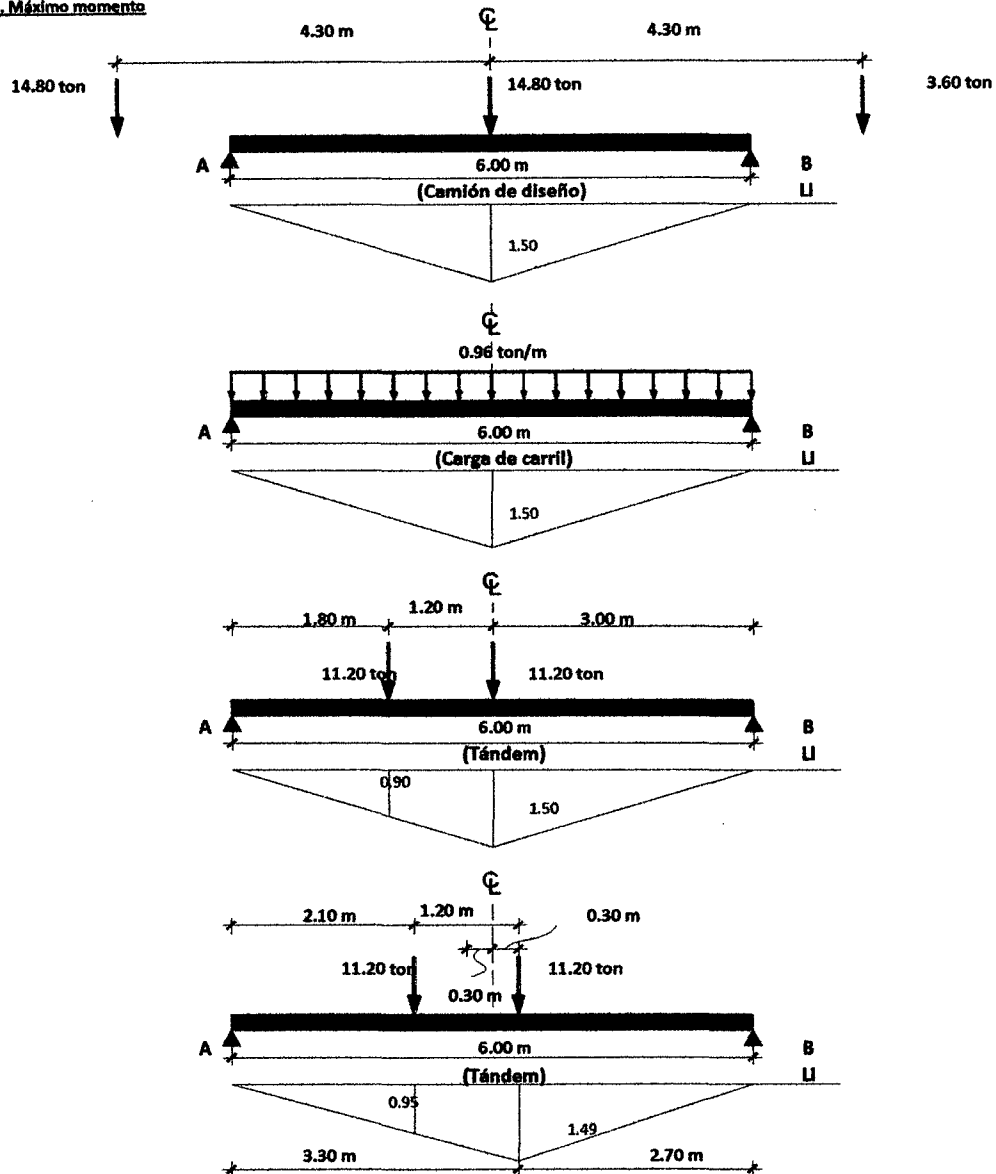 . Máximo momento
℄
4.30 m 4.30 m
14.80 ton 14.80 ton 3.60 ton
A 6.00 m B
(Camión de diseño) LI
1.50
℄
0.96 ton/m
A 6.00 m B
(Carga de carril) LI
1.50
℄
1.80 m 1.20 m 3.00 m
11.20 ton 11.20 ton
A 6.00 m B
(Tándem) LI
0.90
1.50
℄
2.10 m 1.20 m 0.30 m
11.20 ton 11.20 ton
0.30 m
A 6.00 m B
(Tándem) LI
0.95
1.49
3.30 m 2.70 m